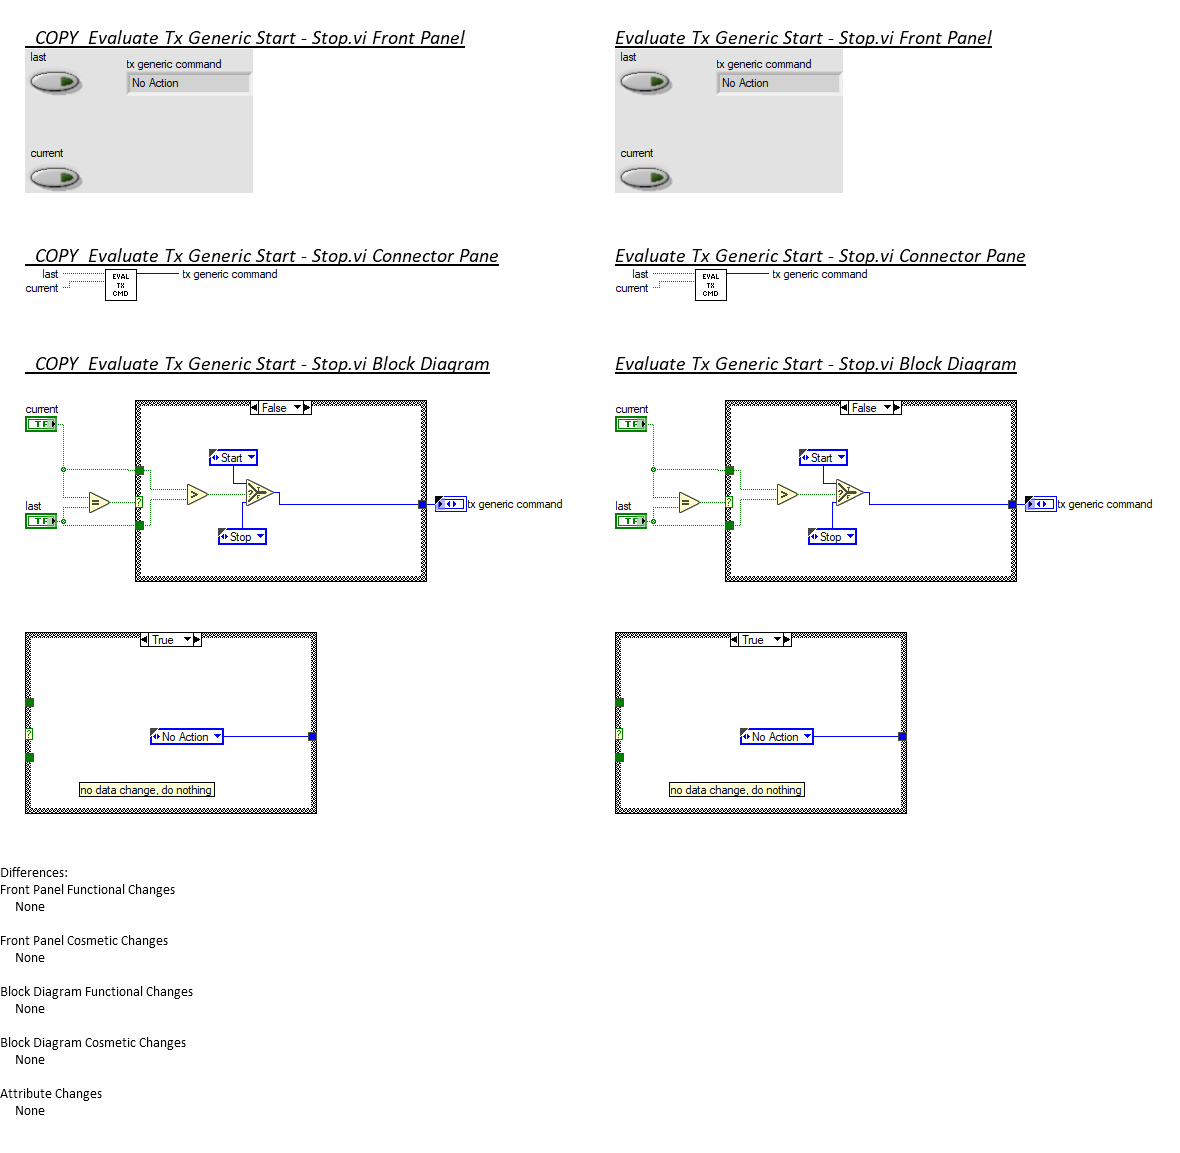 COPY  Evaluate Tx Generic Start - Stop.vi Front Panel
last
tx generic command
No Action
current
Evaluate Tx Generic Start - Stop.vi Front Panel
last
tx generic command
No Action
current
COPY  Evaluate Tx Generic Start - Stop.vi Connector Pane
last
tx generic command
current
EVAL
TX
CMD
Evaluate Tx Generic Start - Stop.vi Connector Pane
last
tx generic command
current
EVAL
TX
CMD
COPY  Evaluate Tx Generic Start - Stop.vi Block Diagram
current
TF
False
Start
=
>
?
T
F
?
last
TF
Stop
tx generic command
True
?
No Action
no data change, do nothing
Evaluate Tx Generic Start - Stop.vi Block Diagram
current
TF
False
Start
=
>
?
T
F
?
last
TF
Stop
tx generic command
True
?
No Action
no data change, do nothing
Differences:
Front Panel Functional Changes
None
Front Panel Cosmetic Changes
None
Block Diagram Functional Changes
None
Block Diagram Cosmetic Changes
None
Attribute Changes
None